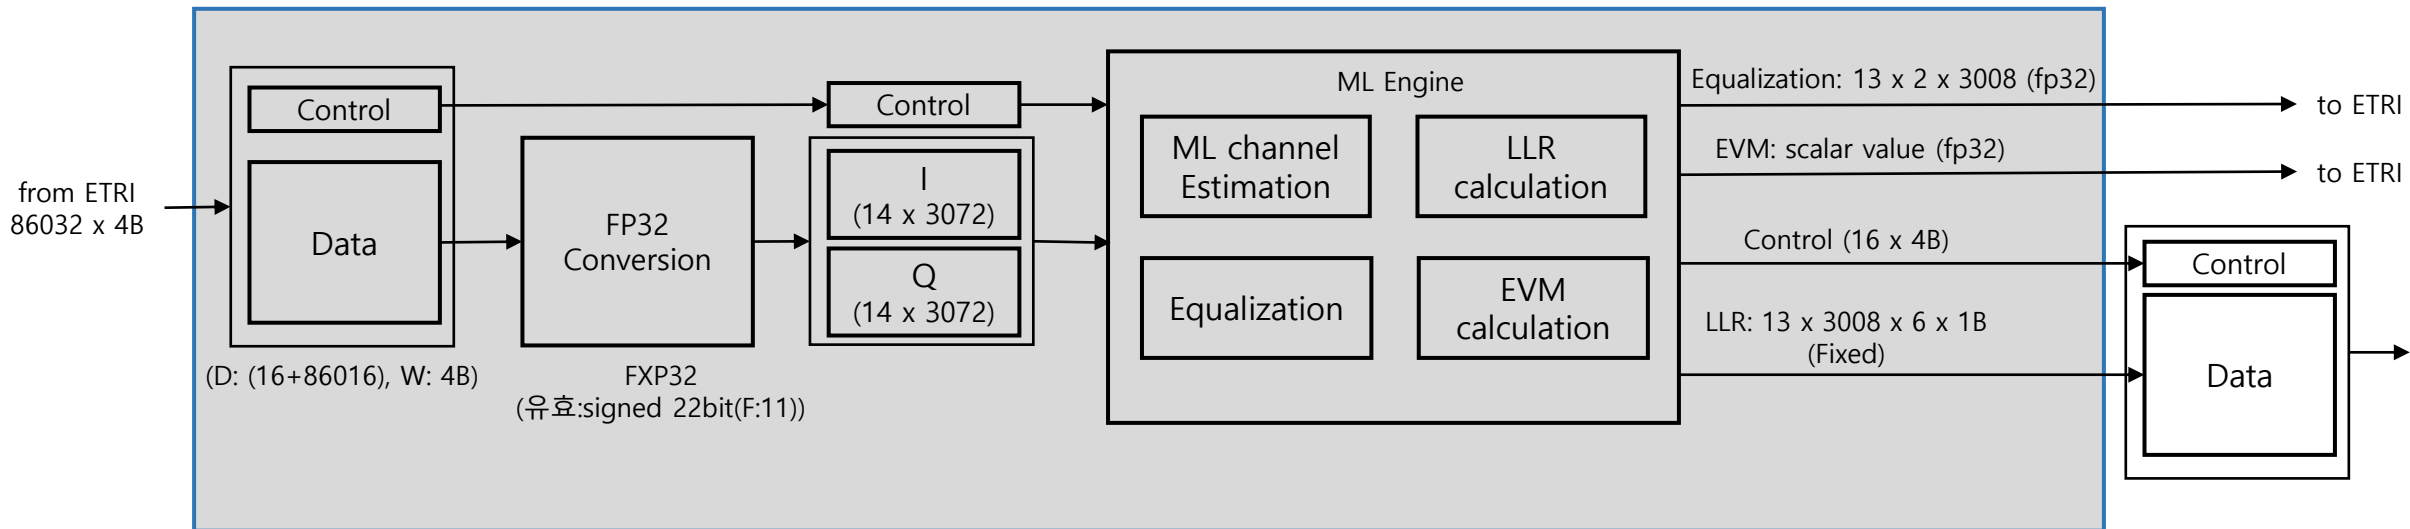 from ETRI
86032 x 4B
Control
Data
(D: (16+86016), W: 4B)
FP32
Conversion
FXP32
(유효:signed 22bit(F:11))
Control
I
(14 x 3072)
Q
(14 x 3072)
ML Engine
ML channel
Estimation
LLR
calculation
Equalization
EVM
calculation
Equalization: 13 x 2 x 3008 (fp32)
to ETRI
EVM: scalar value (fp32)
to ETRI
Control (16 x 4B)
LLR: 13 x 3008 x 6 x 1B
(Fixed)
Control
Data